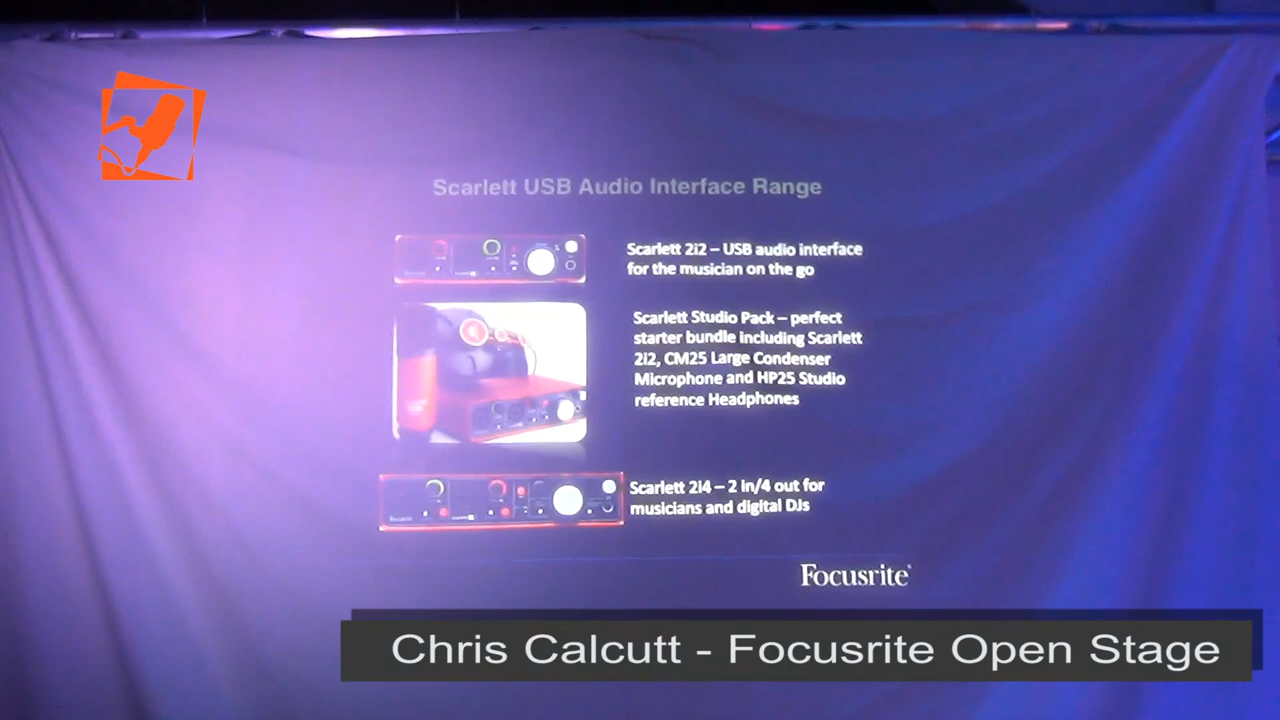 Scarlett USB Audio Interface Range
Scarlett 2i2 – USB audio interface
for the musician on the go
Scarlett Studio Pack – perfect
starter bundle including Scarlett
2i2, CM25 Large Condenser
Microphone and HP25 Studio
reference Headphones
Scarlett 2i4 – 2 in/4 out for
musicians and digital DJs
Focusrite
Chris Calcutt - Focusrite Open Stage